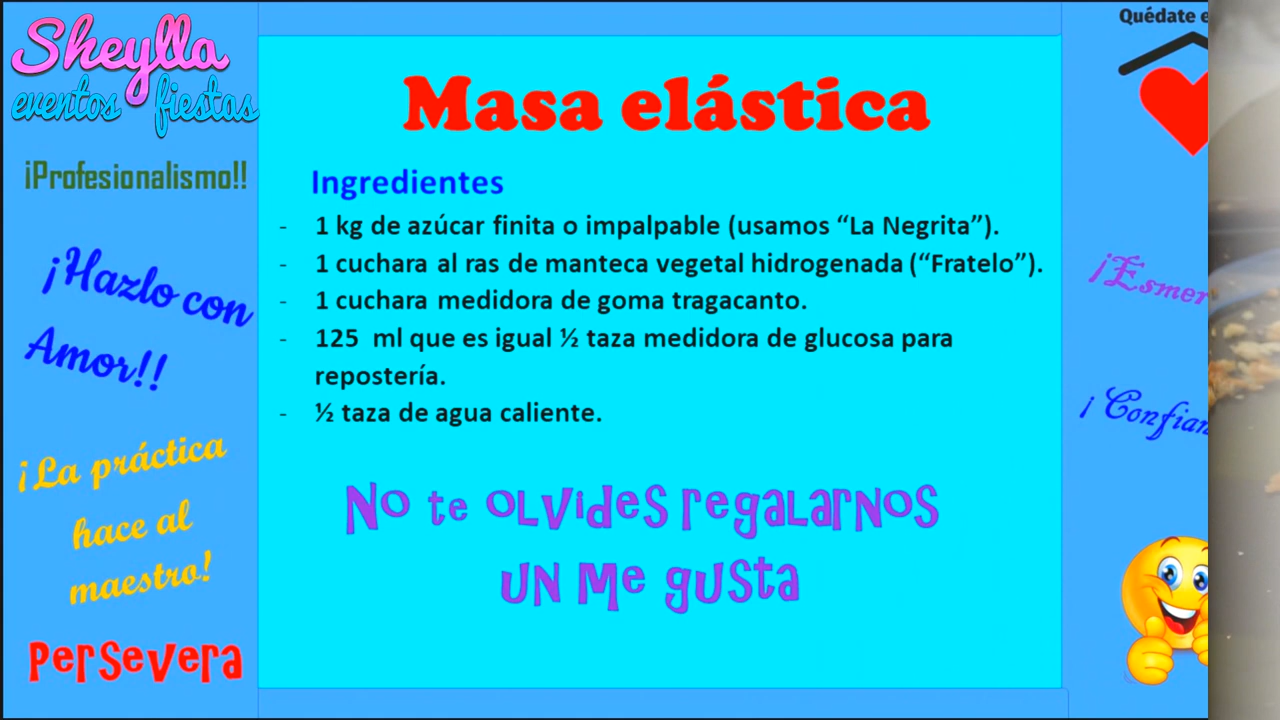 Sheylla
eventos fiestas
¡Profesionalismo!!
¡Hazlo con
Amor!!
¡La práctica
hace al
maestro!
Persevera
Masa elástica
Ingredientes
- 1 kg de azúcar finita o impalpable (usamos “La Negrita”).
- 1 cuchara al ras de manteca vegetal hidrogenada (“Fratelo”).
- 1 cuchara medidora de goma tragacanto.
- 125 ml que es igual ½ taza medidora de glucosa para
repostería.
- ½ taza de agua caliente.
No te olvides regalarnos
un me gusta
Quédate e
¡Esmer
¡Confian